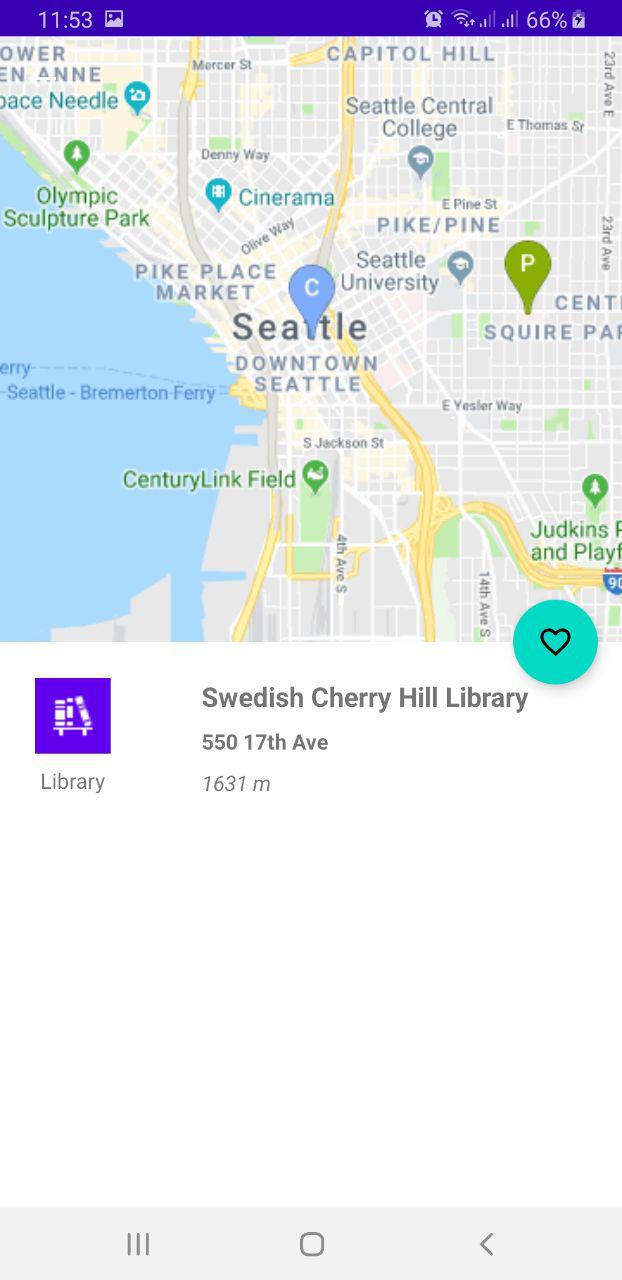 11:53
66%
OWER
EN ANNE
Mercer St
CAPITOL HILL
23rd Ave E
pace Needle
Seattle Central
College
E Thomas St
Denny Way
Olympic
Sculpture Park
Cinerama
E Pine St
PIKE/PINE
23rd Ave
Olive Way
Seattle
University
P
PIKE PLACE
MARKET
C
CENT
Seattle
SQUIRE PAR
DOWNTOWN
SEATTLE
erry
Seattle - Bremerton Ferry
E Yesler Way
S Jackson St
CenturyLink Field
Judkins P
and Playf
4th Ave S
14th Ave S
90
Swedish Cherry Hill Library
550 17th Ave
Library
1631 m